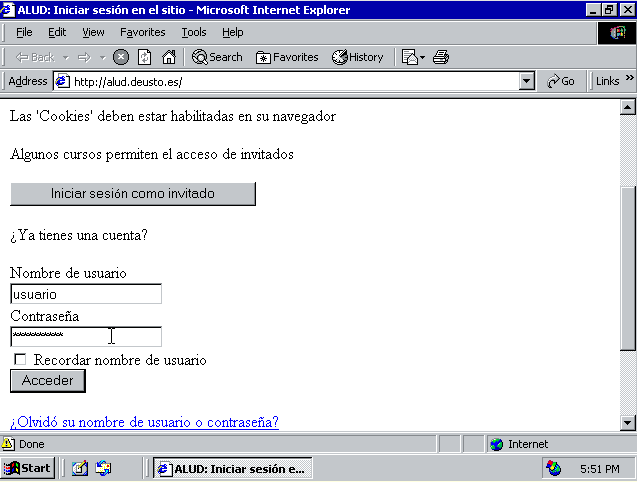 ALUD: Iniciar sesión en el sitio - Microsoft Internet Explorer
File Edit View Favorites Tools Help
Back Search Favorites History
Address http://alud.deusto.es/ Go Links »
Las 'Cookies' deben estar habilitadas en su navegador
Algunos cursos permiten el acceso de invitados
Iniciar sesión como invitado
¿Ya tienes una cuenta?
Nombre de usuario
usuario
Contraseña
**********
Recordar nombre de usuario
Acceder
¿Olvidó su nombre de usuario o contraseña?
Done Internet
Start ALUD: Iniciar sesión e... 5:51 PM